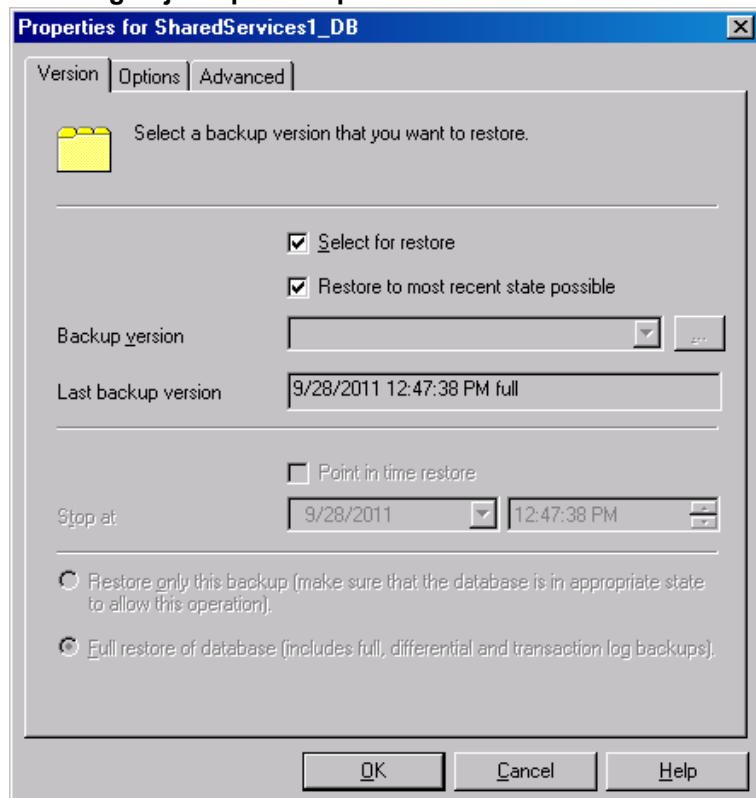 Properties for SharedServices1_DB
Version Options Advanced
Select a backup version that you want to restore.
Select for restore
Restore to most recent state possible
Backup version ...
Last backup version 9/28/2011 12:47:38 PM full
Point in time restore
Stop at 9/28/2011 12:47:38 PM
Restore only this backup (make sure that the database is in appropriate state
to allow this operation).
Full restore of database (includes full, differential and transaction log backups).
OK Cancel Help